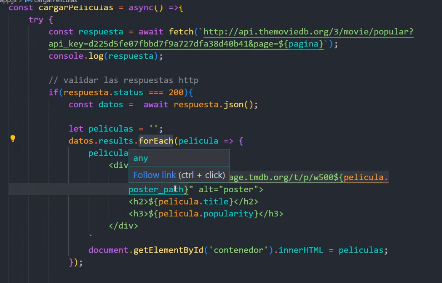 const cargarPeliculas = async() =>{
try {
const respuesta = await fetch(`http://api.themoviedb.org/3/movie/popular?
api_key=d225d5fe07fbbd7f9a727dfa38d40b41&page=${pagina}`);
console.log(respuesta);
// validar las respuestas http
if(respuesta.status === 200){
const datos = await respuesta.json();
let peliculas = '';
datos.results.forEach(pelicula => {
pelicula
any
<div
Follow link (ctrl + click)
age.tmdb.org/t/p/w500${pelicula.
poster_path}" alt="poster">
<h2>${pelicula.title}</h2>
<h3>${pelicula.popularity}</h3>
</div>
`
document.getElementById('contenedor').innerHTML = peliculas;
});